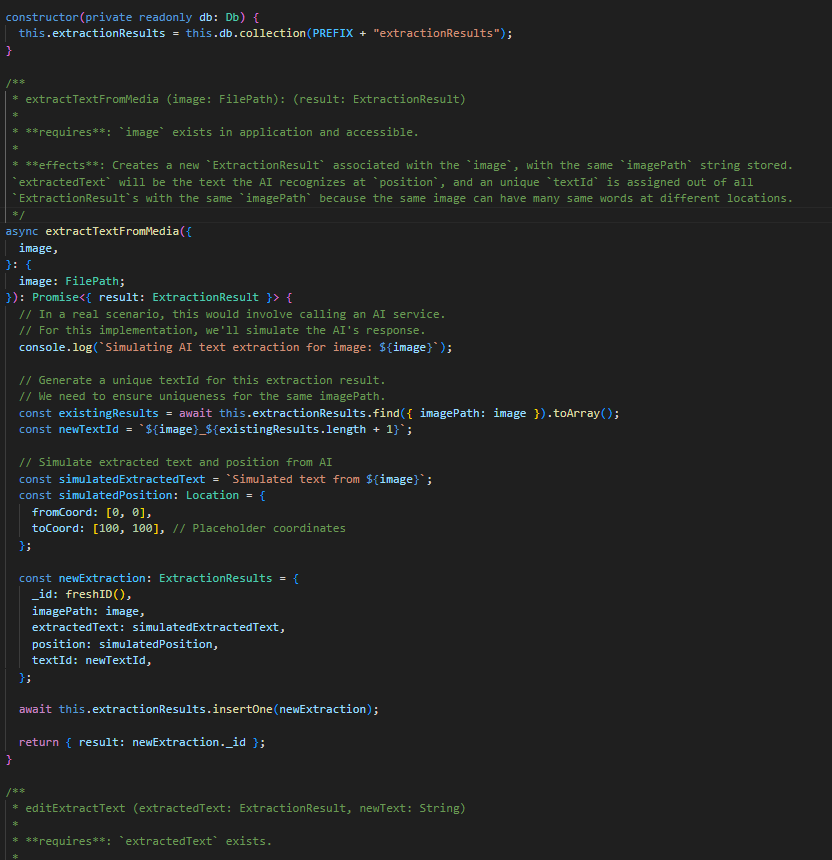 constructor(private readonly db: Db) {
  this.extractionResults = this.db.collection(PREFIX + "extractionResults");
}

/**
 * extractTextFromMedia (image: FilePath): (result: ExtractionResult)
 *
 * **requires**: `image` exists in application and accessible.
 *
 * **effects**: Creates a new `ExtractionResult` associated with the `image`, with the same `imagePath` string stored.
`extractedText` will be the text the AI recognizes at `position`, and an unique `textId` is assigned out of all
`ExtractionResult`s with the same `imagePath` because the same image can have many same words at different locations.
 */
async extractTextFromMedia({
  image,
}: {
  image: FilePath;
}): Promise<{ result: ExtractionResult }> {
  // In a real scenario, this would involve calling an AI service.
  // For this implementation, we'll simulate the AI's response.
  console.log(`Simulating AI text extraction for image: ${image}`);

  // Generate a unique textId for this extraction result.
  // We need to ensure uniqueness for the same imagePath.
  const existingResults = await this.extractionResults.find({ imagePath: image }).toArray();
  const newTextId = `${image}_${existingResults.length + 1}`;

  // Simulate extracted text and position from AI
  const simulatedExtractedText = `Simulated text from ${image}`;
  const simulatedPosition: Location = {
    fromCoord: [0, 0],
    toCoord: [100, 100], // Placeholder coordinates
  };

  const newExtraction: ExtractionResults = {
    _id: freshID(),
    imagePath: image,
    extractedText: simulatedExtractedText,
    position: simulatedPosition,
    textId: newTextId,
  };

  await this.extractionResults.insertOne(newExtraction);

  return { result: newExtraction._id };
}

/**
 * editExtractText (extractedText: ExtractionResult, newText: String)
 *
 * **requires**: `extractedText` exists.
 *